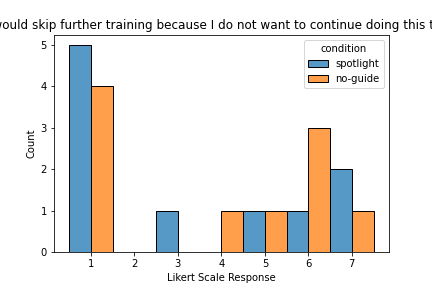 would skip further training because I do not want to continue doing this t
condition
spotlight
no-guide
5
4
3
2
1
0
Count
1 2 3 4 5 6 7
Likert Scale Response